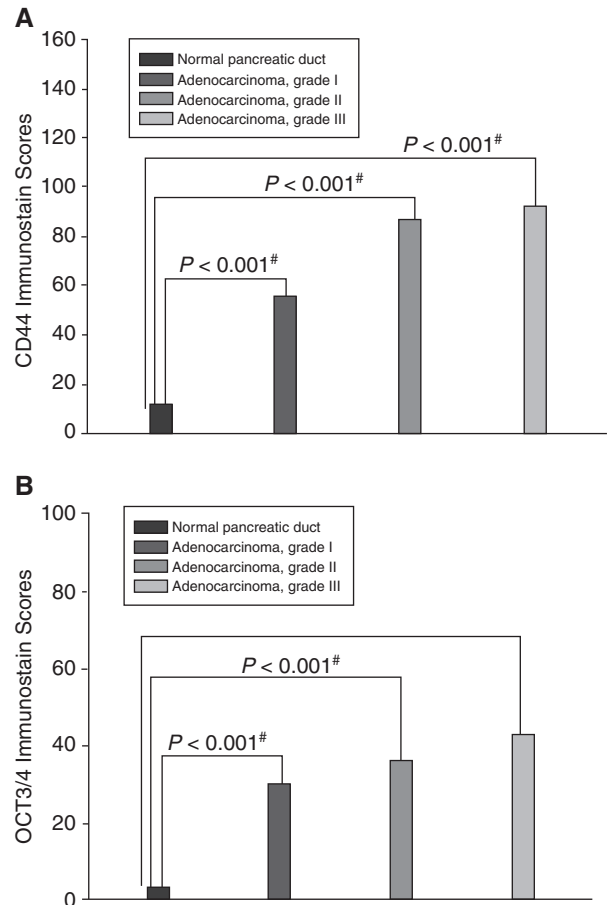 A
160
140
120
100
80
60
40
20
0
CD44 Immunostain Scores
Normal pancreatic duct
Adenocarcinoma, grade I
Adenocarcinoma, grade II
Adenocarcinoma, grade III
P < 0.001#
P < 0.001#
P < 0.001#
B
100
80
60
40
20
0
OCT3/4 Immunostain Scores
Normal pancreatic duct
Adenocarcinoma, grade I
Adenocarcinoma, grade II
Adenocarcinoma, grade III
P < 0.001#
P < 0.001#